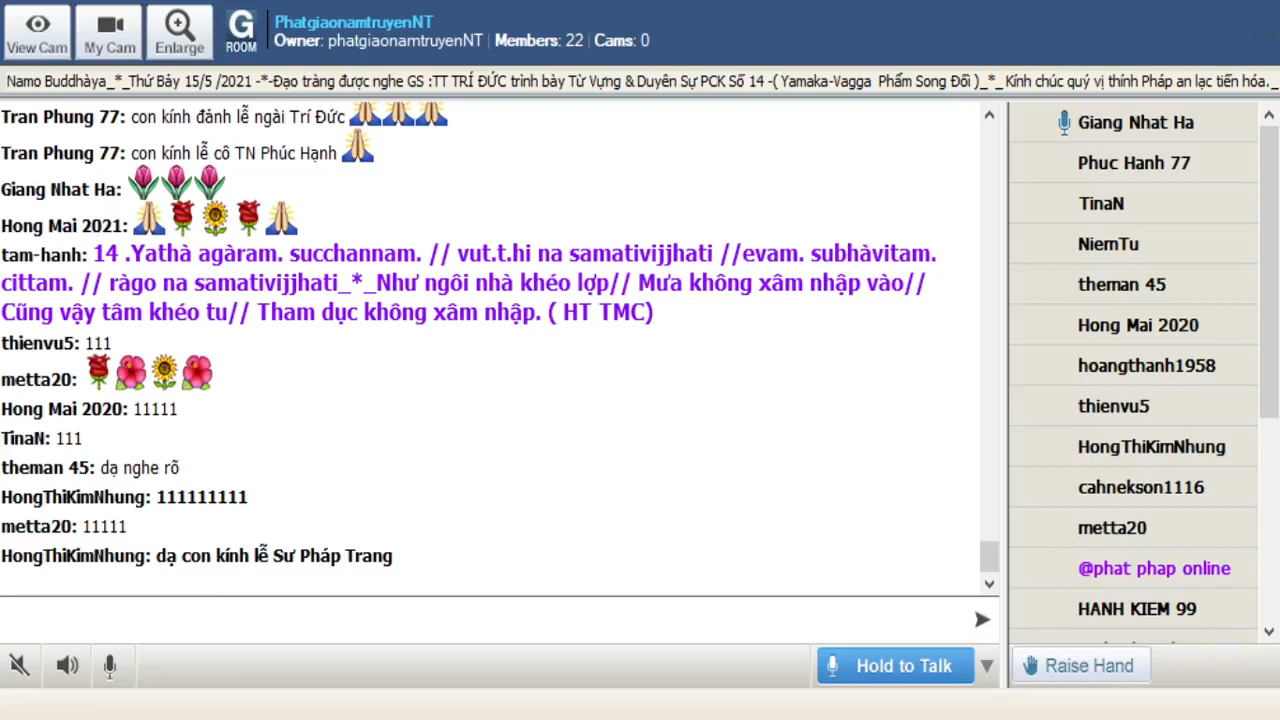 View Cam
My Cam
Enlarge
G
ROOM
PhatgiaonamtruyenNT
Owner: phatgiaonamtruyenNT | Members: 22 | Cams: 0
Namo Buddhàya_*_Thứ Bảy 15/5 /2021 -*-Đạo tràng được nghe GS :TT TRÍ ĐỨC trình bày Từ Vựng & Duyên Sự PCK Số 14 -( Yamaka-Vagga Phẩm Song Đối )_*_ Kính chúc quý vị thính Pháp an lạc tiến hóa._
Tran Phung 77: con kính đảnh lễ ngài Trí Đức
Tran Phung 77: con kính lễ cô TN Phúc Hạnh
Giang Nhat Ha:
Hong Mai 2021:
tam-hanh: 14 .Yathà agàram. succhannam. // vut.t.hi na samativijjhati //evam. subhàvitam.
cittam. // ràgo na samativijjhati_*_Như ngôi nhà khéo lợp// Mưa không xâm nhập vào//
Cũng vậy tâm khéo tu// Tham dục không xâm nhập. ( HT TMC)
thienvu5: 111
metta20:
Hong Mai 2020: 11111
TinaN: 111
theman 45: dạ nghe rõ
HongThiKimNhung: 111111111
metta20: 11111
HongThiKimNhung: dạ con kính lễ Sư Pháp Trang
Giang Nhat Ha
Phuc Hanh 77
TinaN
NiemTu
theman 45
Hong Mai 2020
hoangthanh1958
thienvu5
HongThiKimNhung
cahnekson1116
metta20
@phat phap online
HANH KIEM 99
Hold to Talk
Raise Hand